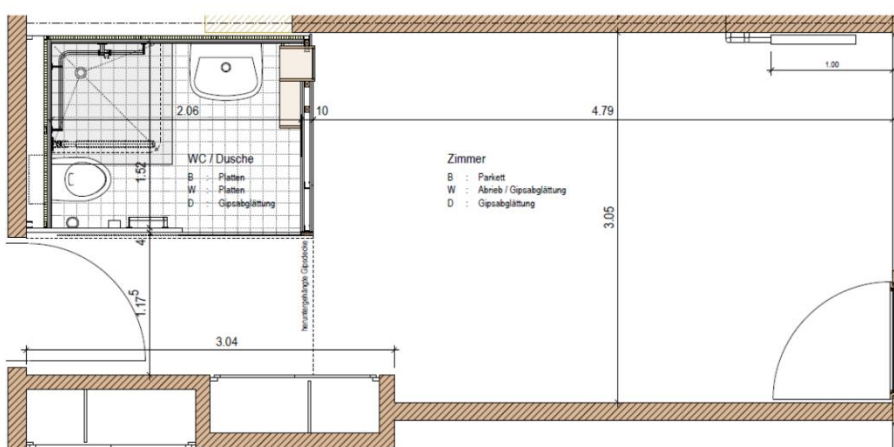 1.00
2.06
10
4.79
WC / Dusche
B : Platten
W : Platten
D : Gipsabglättung
Zimmer
B : Parkett
W : Abrieb / Gipsabglättung
D : Gipsabglättung
1.52
3.05
4
1.17⁵
heruntergehängte Gipsdecke
3.04